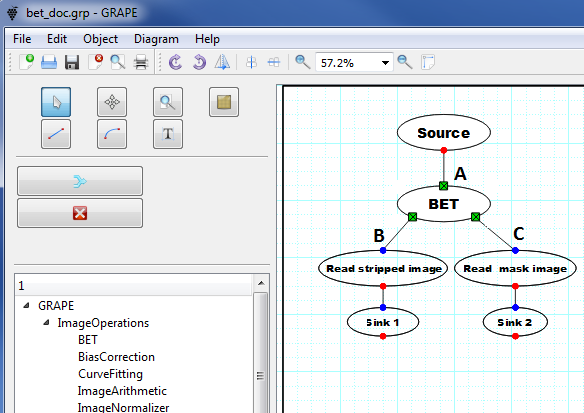 bet_doc.grp - GRAPE
File Edit Object Diagram Help
57.2%
T
Source
A
BET
B
C
Read stripped image
Read mask image
Sink 1
Sink 2
1
GRAPE
ImageOperations
BET
BiasCorrection
CurveFitting
ImageArithmetic
ImageNormalizer